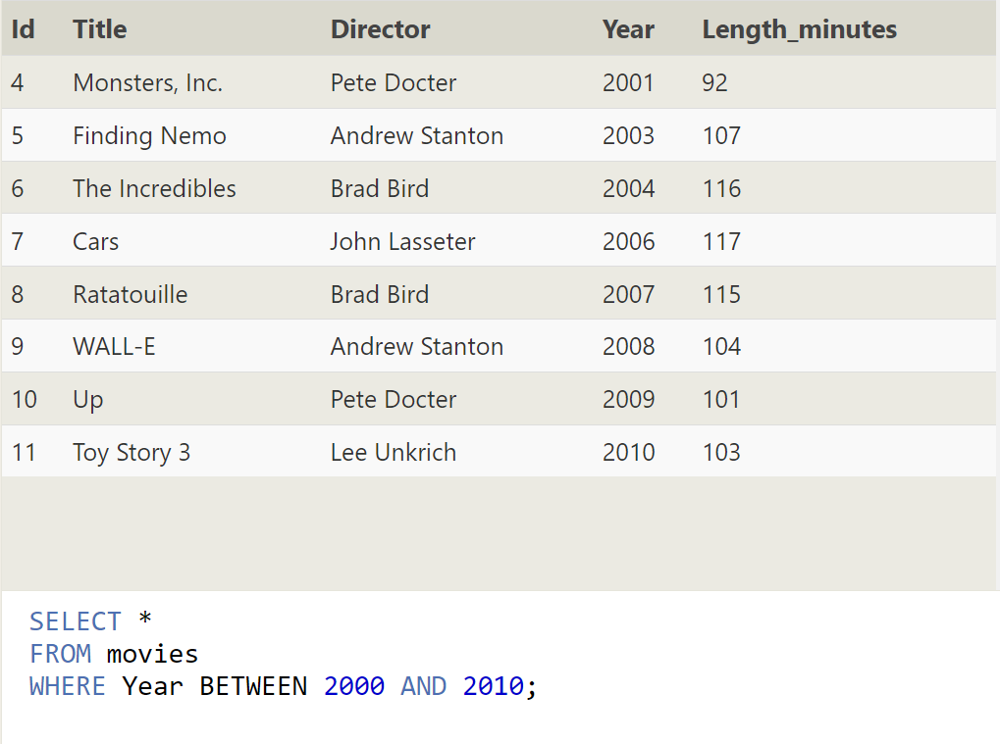 Id Title Director Year Length_minutes
4 Monsters, Inc. Pete Docter 2001 92
5 Finding Nemo Andrew Stanton 2003 107
6 The Incredibles Brad Bird 2004 116
7 Cars John Lasseter 2006 117
8 Ratatouille Brad Bird 2007 115
9 WALL-E Andrew Stanton 2008 104
10 Up Pete Docter 2009 101
11 Toy Story 3 Lee Unkrich 2010 103
SELECT *
FROM movies
WHERE Year BETWEEN 2000 AND 2010;